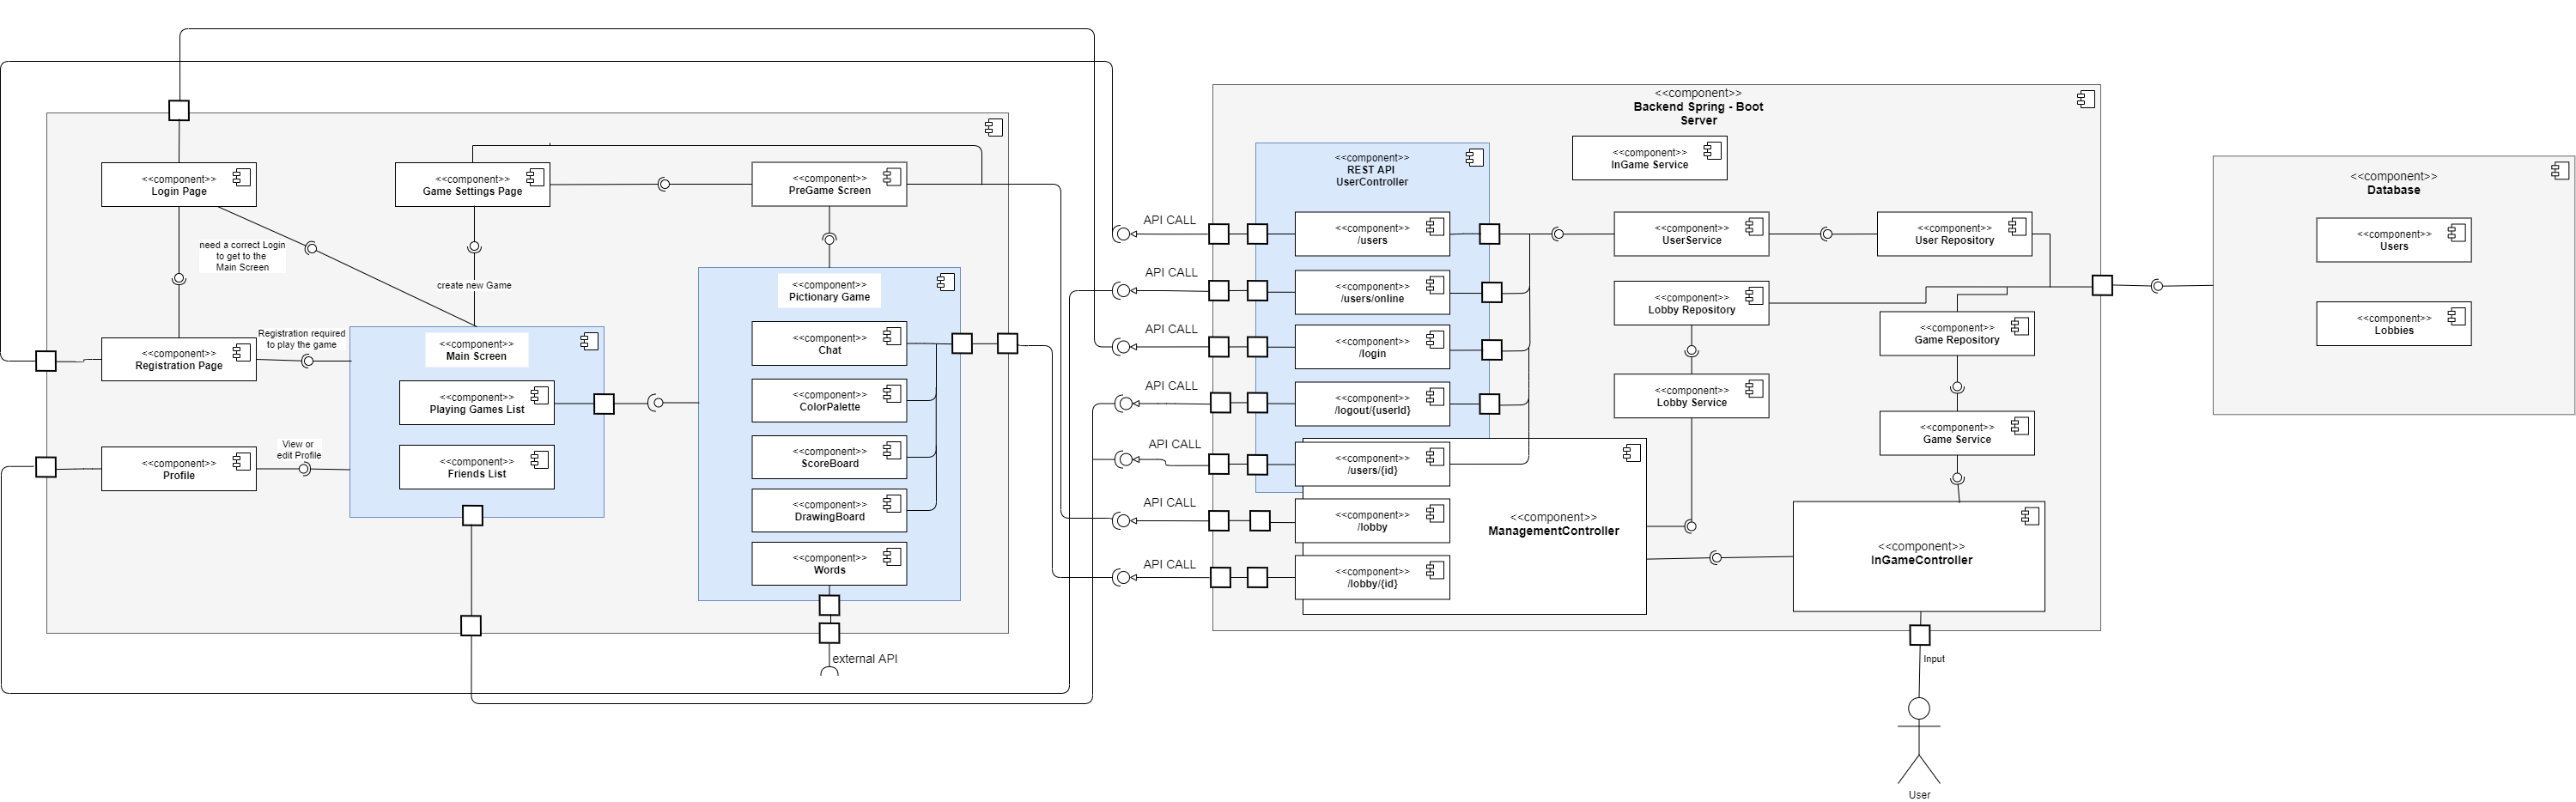 <<component>>
Login Page
<<component>>
Game Settings Page
<<component>>
PreGame Screen
need a correct Login
to get to the
Main Screen
create new Game
<<component>>
Registration Page
Registration required
to play the game
<<component>>
Main Screen
<<component>>
Playing Games List
<<component>>
Friends List
<<component>>
Profile
View or
edit Profile
<<component>>
Pictionary Game
<<component>>
Chat
<<component>>
ColorPalette
<<component>>
ScoreBoard
<<component>>
DrawingBoard
<<component>>
Words
external API
API CALL
API CALL
API CALL
API CALL
API CALL
API CALL
API CALL
<<component>>
Backend Spring - Boot
Server
<<component>>
REST API
UserController
<<component>>
/users
<<component>>
/users/online
<<component>>
/login
<<component>>
/logout/{userId}
<<component>>
/users/{id}
<<component>>
/lobby
<<component>>
/lobby/{id}
<<component>>
ManagementController
<<component>>
InGame Service
<<component>>
UserService
<<component>>
User Repository
<<component>>
Lobby Repository
<<component>>
Game Repository
<<component>>
Lobby Service
<<component>>
Game Service
<<component>>
InGameController
Input
User
<<component>>
Database
<<component>>
Users
<<component>>
Lobbies